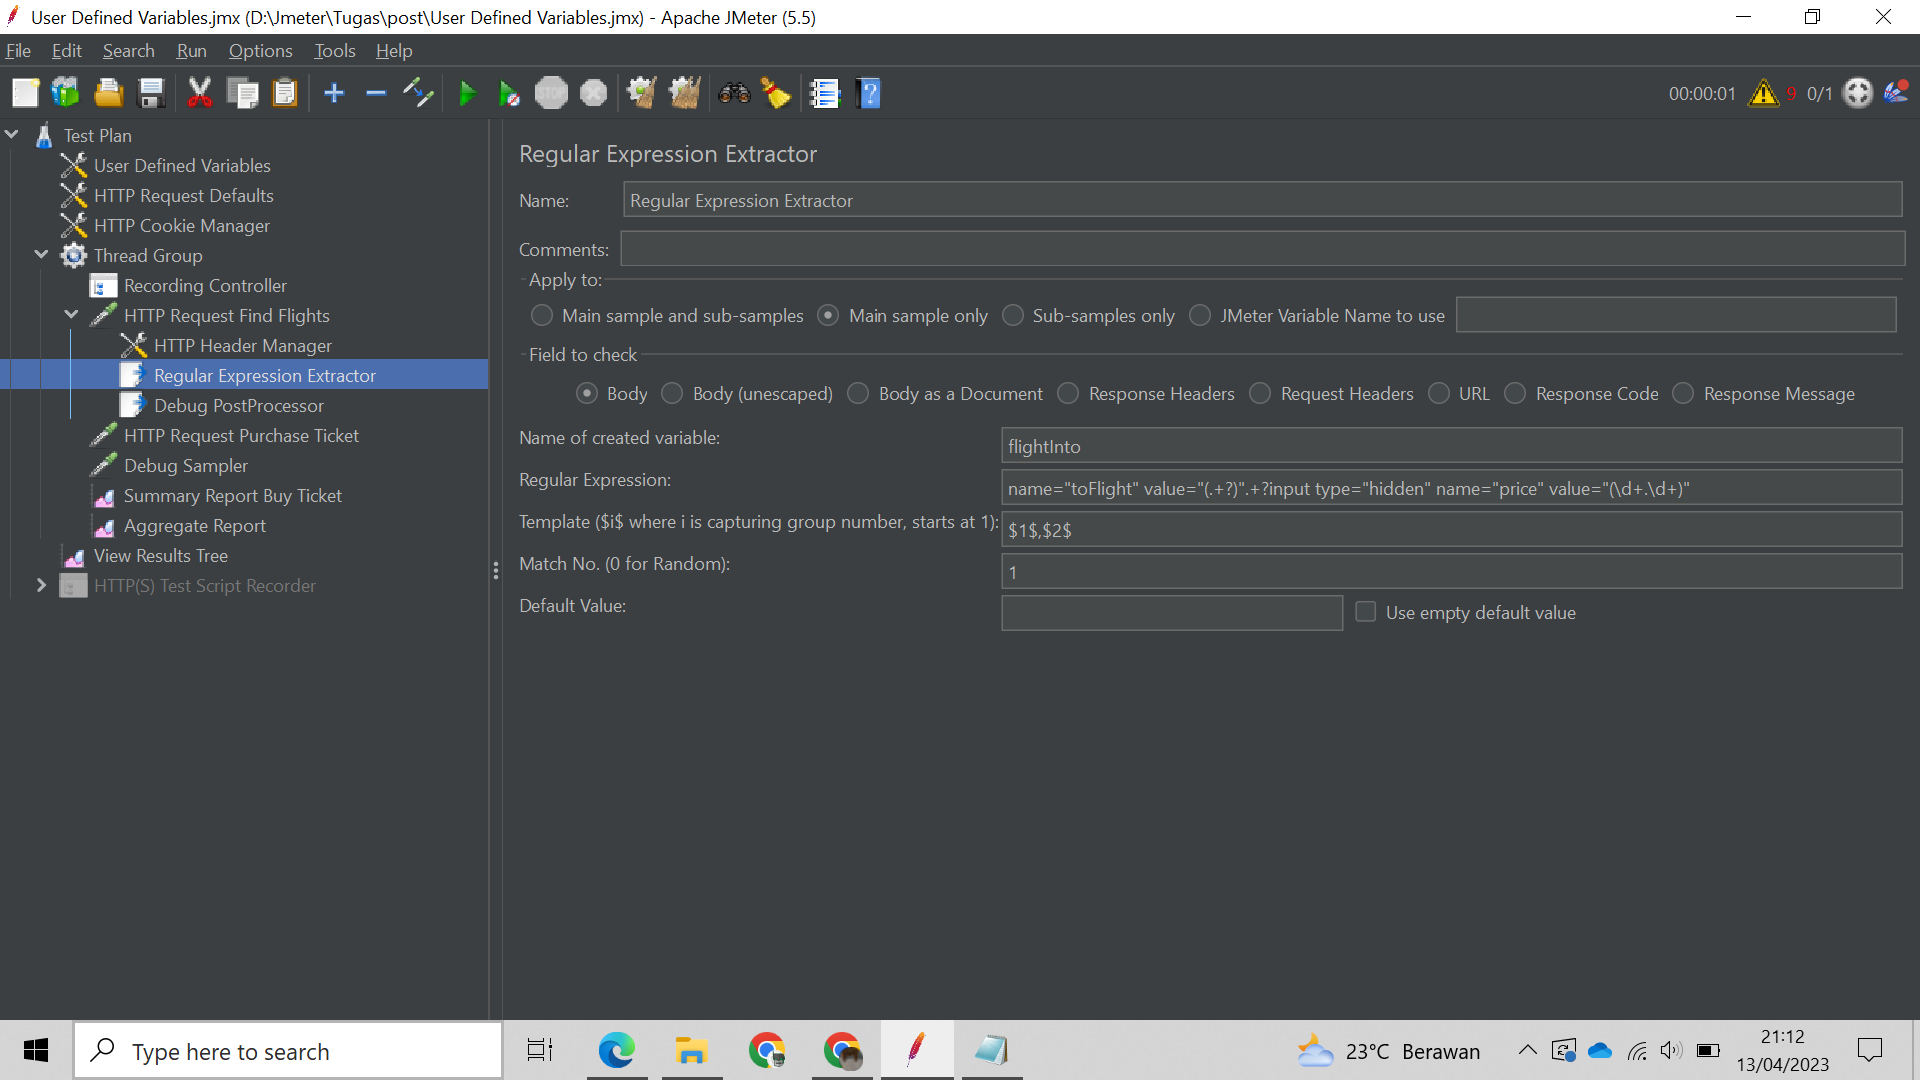 User Defined Variables.jmx (D:\Jmeter\Tugas\post\User Defined Variables.jmx) - Apache JMeter (5.5)
File Edit Search Run Options Tools Help
STOP
00:00:01 9 0/1
Test Plan
User Defined Variables
HTTP Request Defaults
HTTP Cookie Manager
Thread Group
Recording Controller
HTTP Request Find Flights
HTTP Header Manager
Regular Expression Extractor
Debug PostProcessor
HTTP Request Purchase Ticket
Debug Sampler
Summary Report Buy Ticket
Aggregate Report
View Results Tree
HTTP(S) Test Script Recorder
Regular Expression Extractor
Name: Regular Expression Extractor
Comments:
Apply to:
Main sample and sub-samples Main sample only Sub-samples only JMeter Variable Name to use
Field to check
Body Body (unescaped) Body as a Document Response Headers Request Headers URL Response Code Response Message
Name of created variable: flightInto
Regular Expression: name="toFlight" value="(.+?)".+?input type="hidden" name="price" value="(\d+.\d+)"
Template ($i$ where i is capturing group number, starts at 1): $1$,$2$
Match No. (0 for Random): 1
Default Value: Use empty default value
Type here to search
23°C Berawan
21:12
13/04/2023